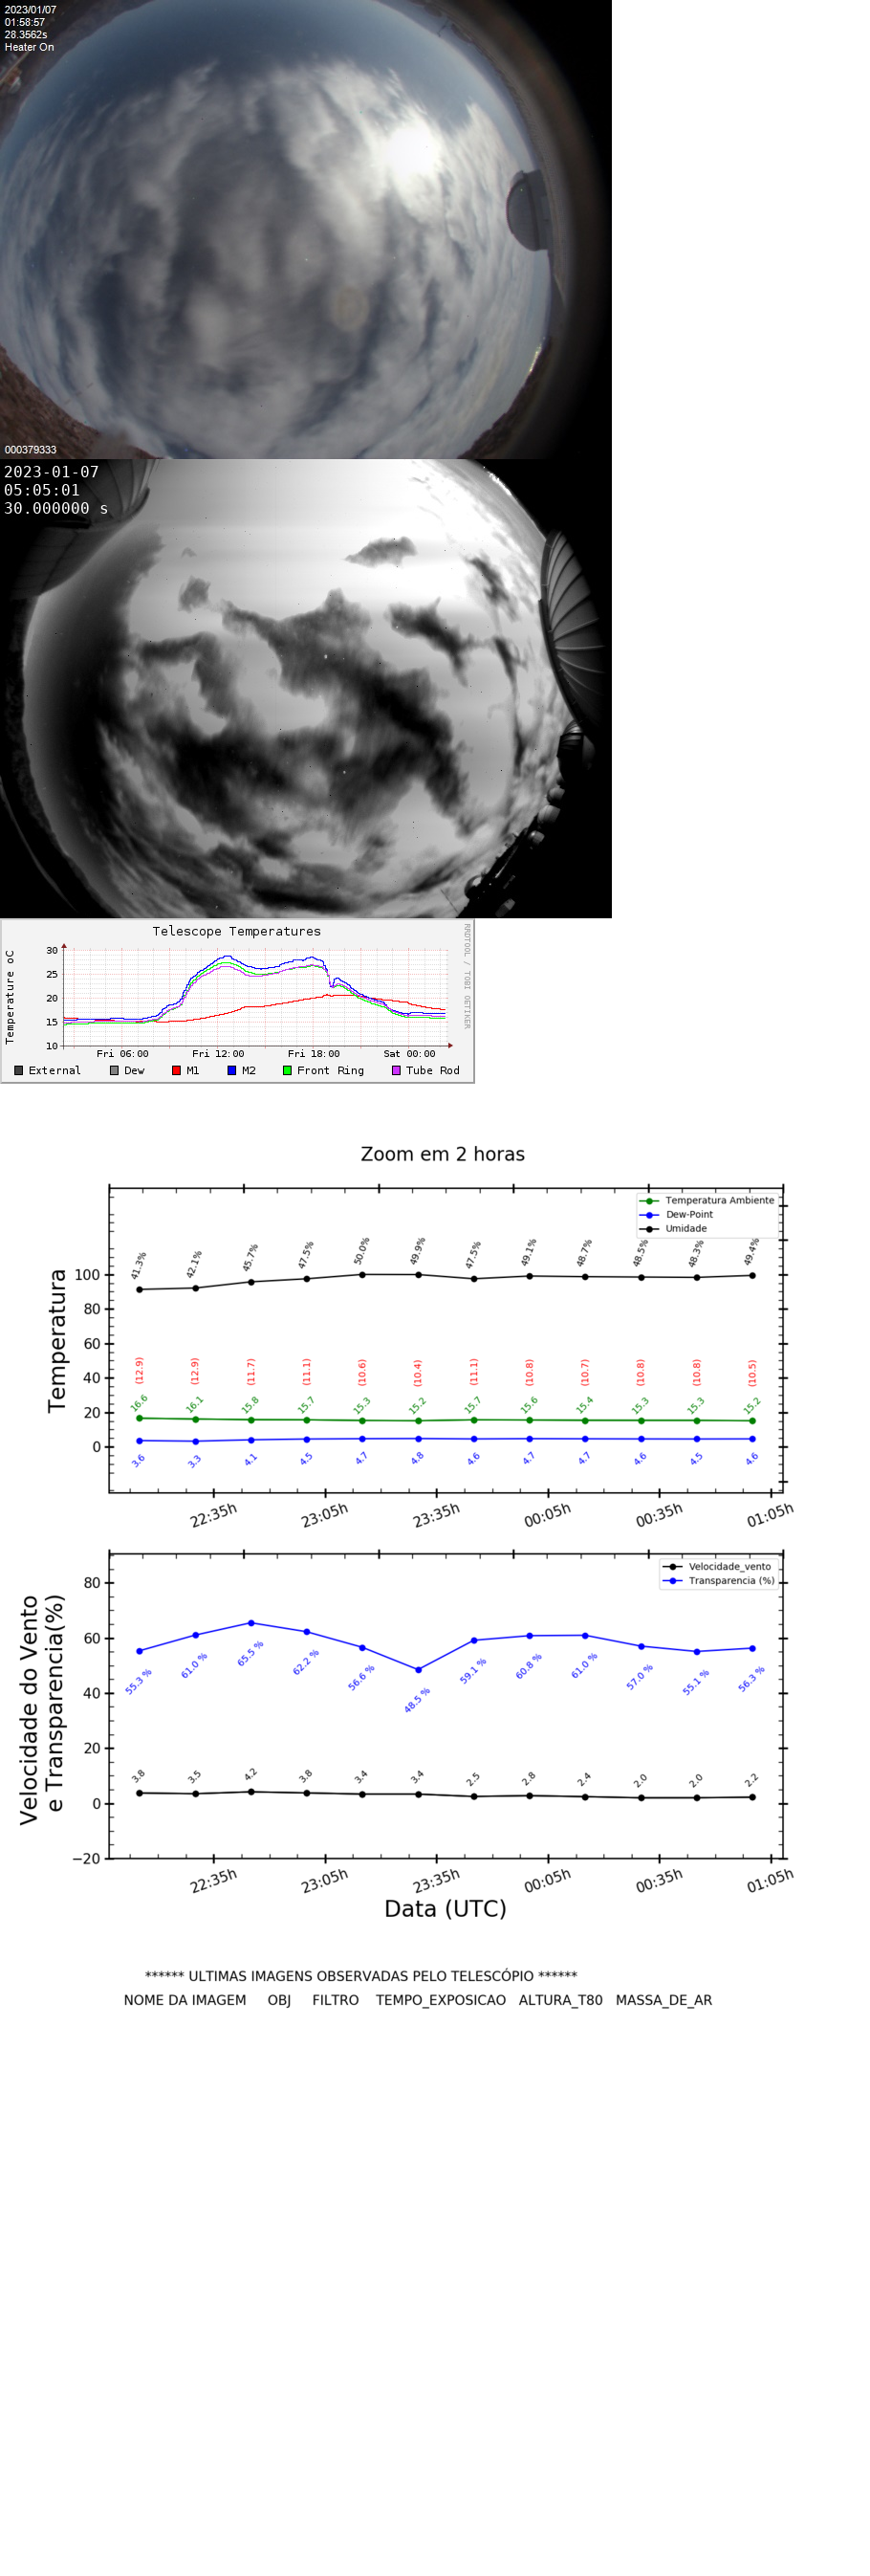 2023/01/07
01:58:57
28.3562s
Heater On
000379333
2023-01-07
05:05:01
30.000000 s
Telescope Temperatures
RRDTOOL / TOBI OETIKER
Temperature oC
30
25
20
15
10
Fri 06:00 Fri 12:00 Fri 18:00 Sat 00:00
External Dew M1 M2 Front Ring Tube Rod
Zoom em 2 horas
Temperatura Ambiente
Dew-Point
Umidade
Temperatura
100
80
60
40
20
0
41.3% 42.1% 45.7% 47.5% 50.0% 49.9% 47.5% 49.1% 48.7% 48.5% 48.3% 49.4%
(12.9) (12.9) (11.7) (11.1) (10.6) (10.4) (11.1) (10.8) (10.7) (10.8) (10.8) (10.5)
16.6 16.1 15.8 15.7 15.3 15.2 15.7 15.6 15.4 15.3 15.3 15.2
3.6 3.3 4.1 4.5 4.7 4.8 4.6 4.7 4.7 4.6 4.5 4.6
22:35h 23:05h 23:35h 00:05h 00:35h 01:05h
Velocidade_vento
Transparencia (%)
Velocidade do Vento
e Transparencia(%)
80
60
40
20
0
−20
55.3 % 61.0 % 65.5 % 62.2 % 56.6 % 48.5 % 59.1 % 60.8 % 61.0 % 57.0 % 55.1 % 56.3 %
3.8 3.5 4.2 3.8 3.4 3.4 2.5 2.8 2.4 2.0 2.0 2.2
22:35h 23:05h 23:35h 00:05h 00:35h 01:05h
Data (UTC)
****** ULTIMAS IMAGENS OBSERVADAS PELO TELESCÓPIO ******
NOME DA IMAGEM OBJ FILTRO TEMPO_EXPOSICAO ALTURA_T80 MASSA_DE_AR